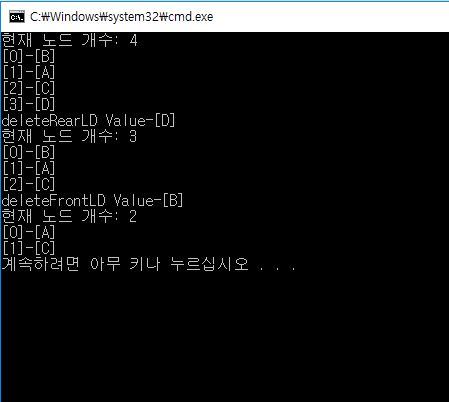 C:₩Windows₩system32₩cmd.exe
현재 노드 개수: 4
[0]-[B]
[1]-[A]
[2]-[C]
[3]-[D]
deleteRearLD Value-[D]
현재 노드 개수: 3
[0]-[B]
[1]-[A]
[2]-[C]
deleteFrontLD Value-[B]
현재 노드 개수: 2
[0]-[A]
[1]-[C]
계속하려면 아무 키나 누르십시오 . . .